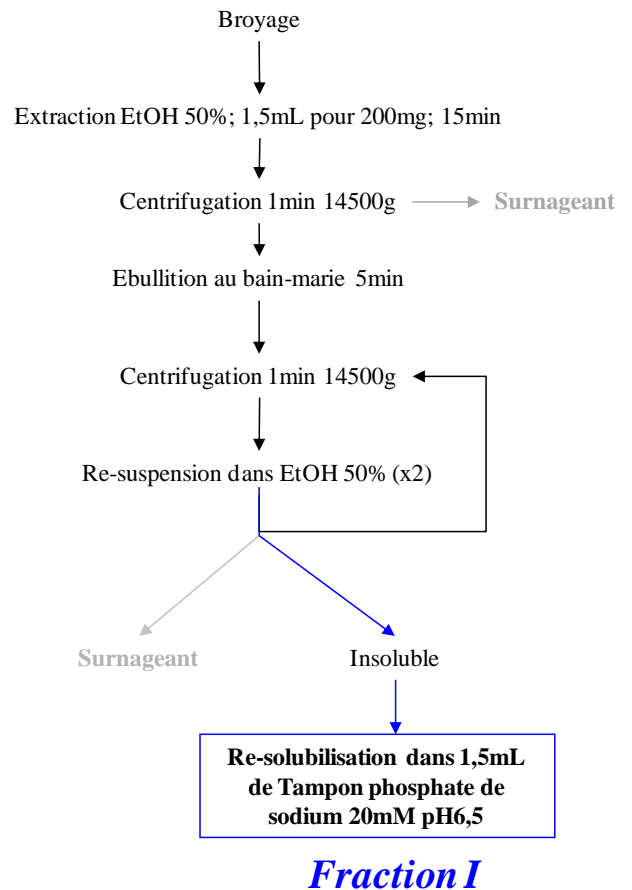 Broyage
Extraction EtOH 50%; 1,5mL pour 200mg; 15min
Centrifugation 1min 14500g
Surnageant
Ebullition au bain-marie 5min
Centrifugation 1min 14500g
Re-suspension dans EtOH 50% (x2)
Surnageant
Insoluble
Re-solubilisation dans 1,5mL
de Tampon phosphate de
sodium 20mM pH6,5
Fraction I